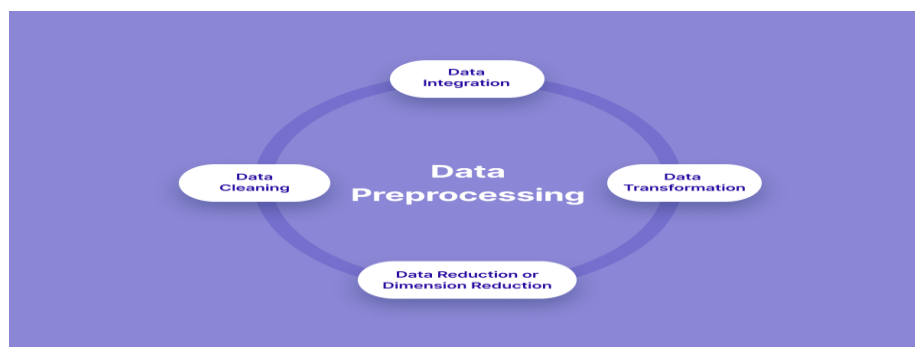 Data
Integration
Data
Cleaning
Data
Preprocessing
Data
Transformation
Data Reduction or
Dimension Reduction